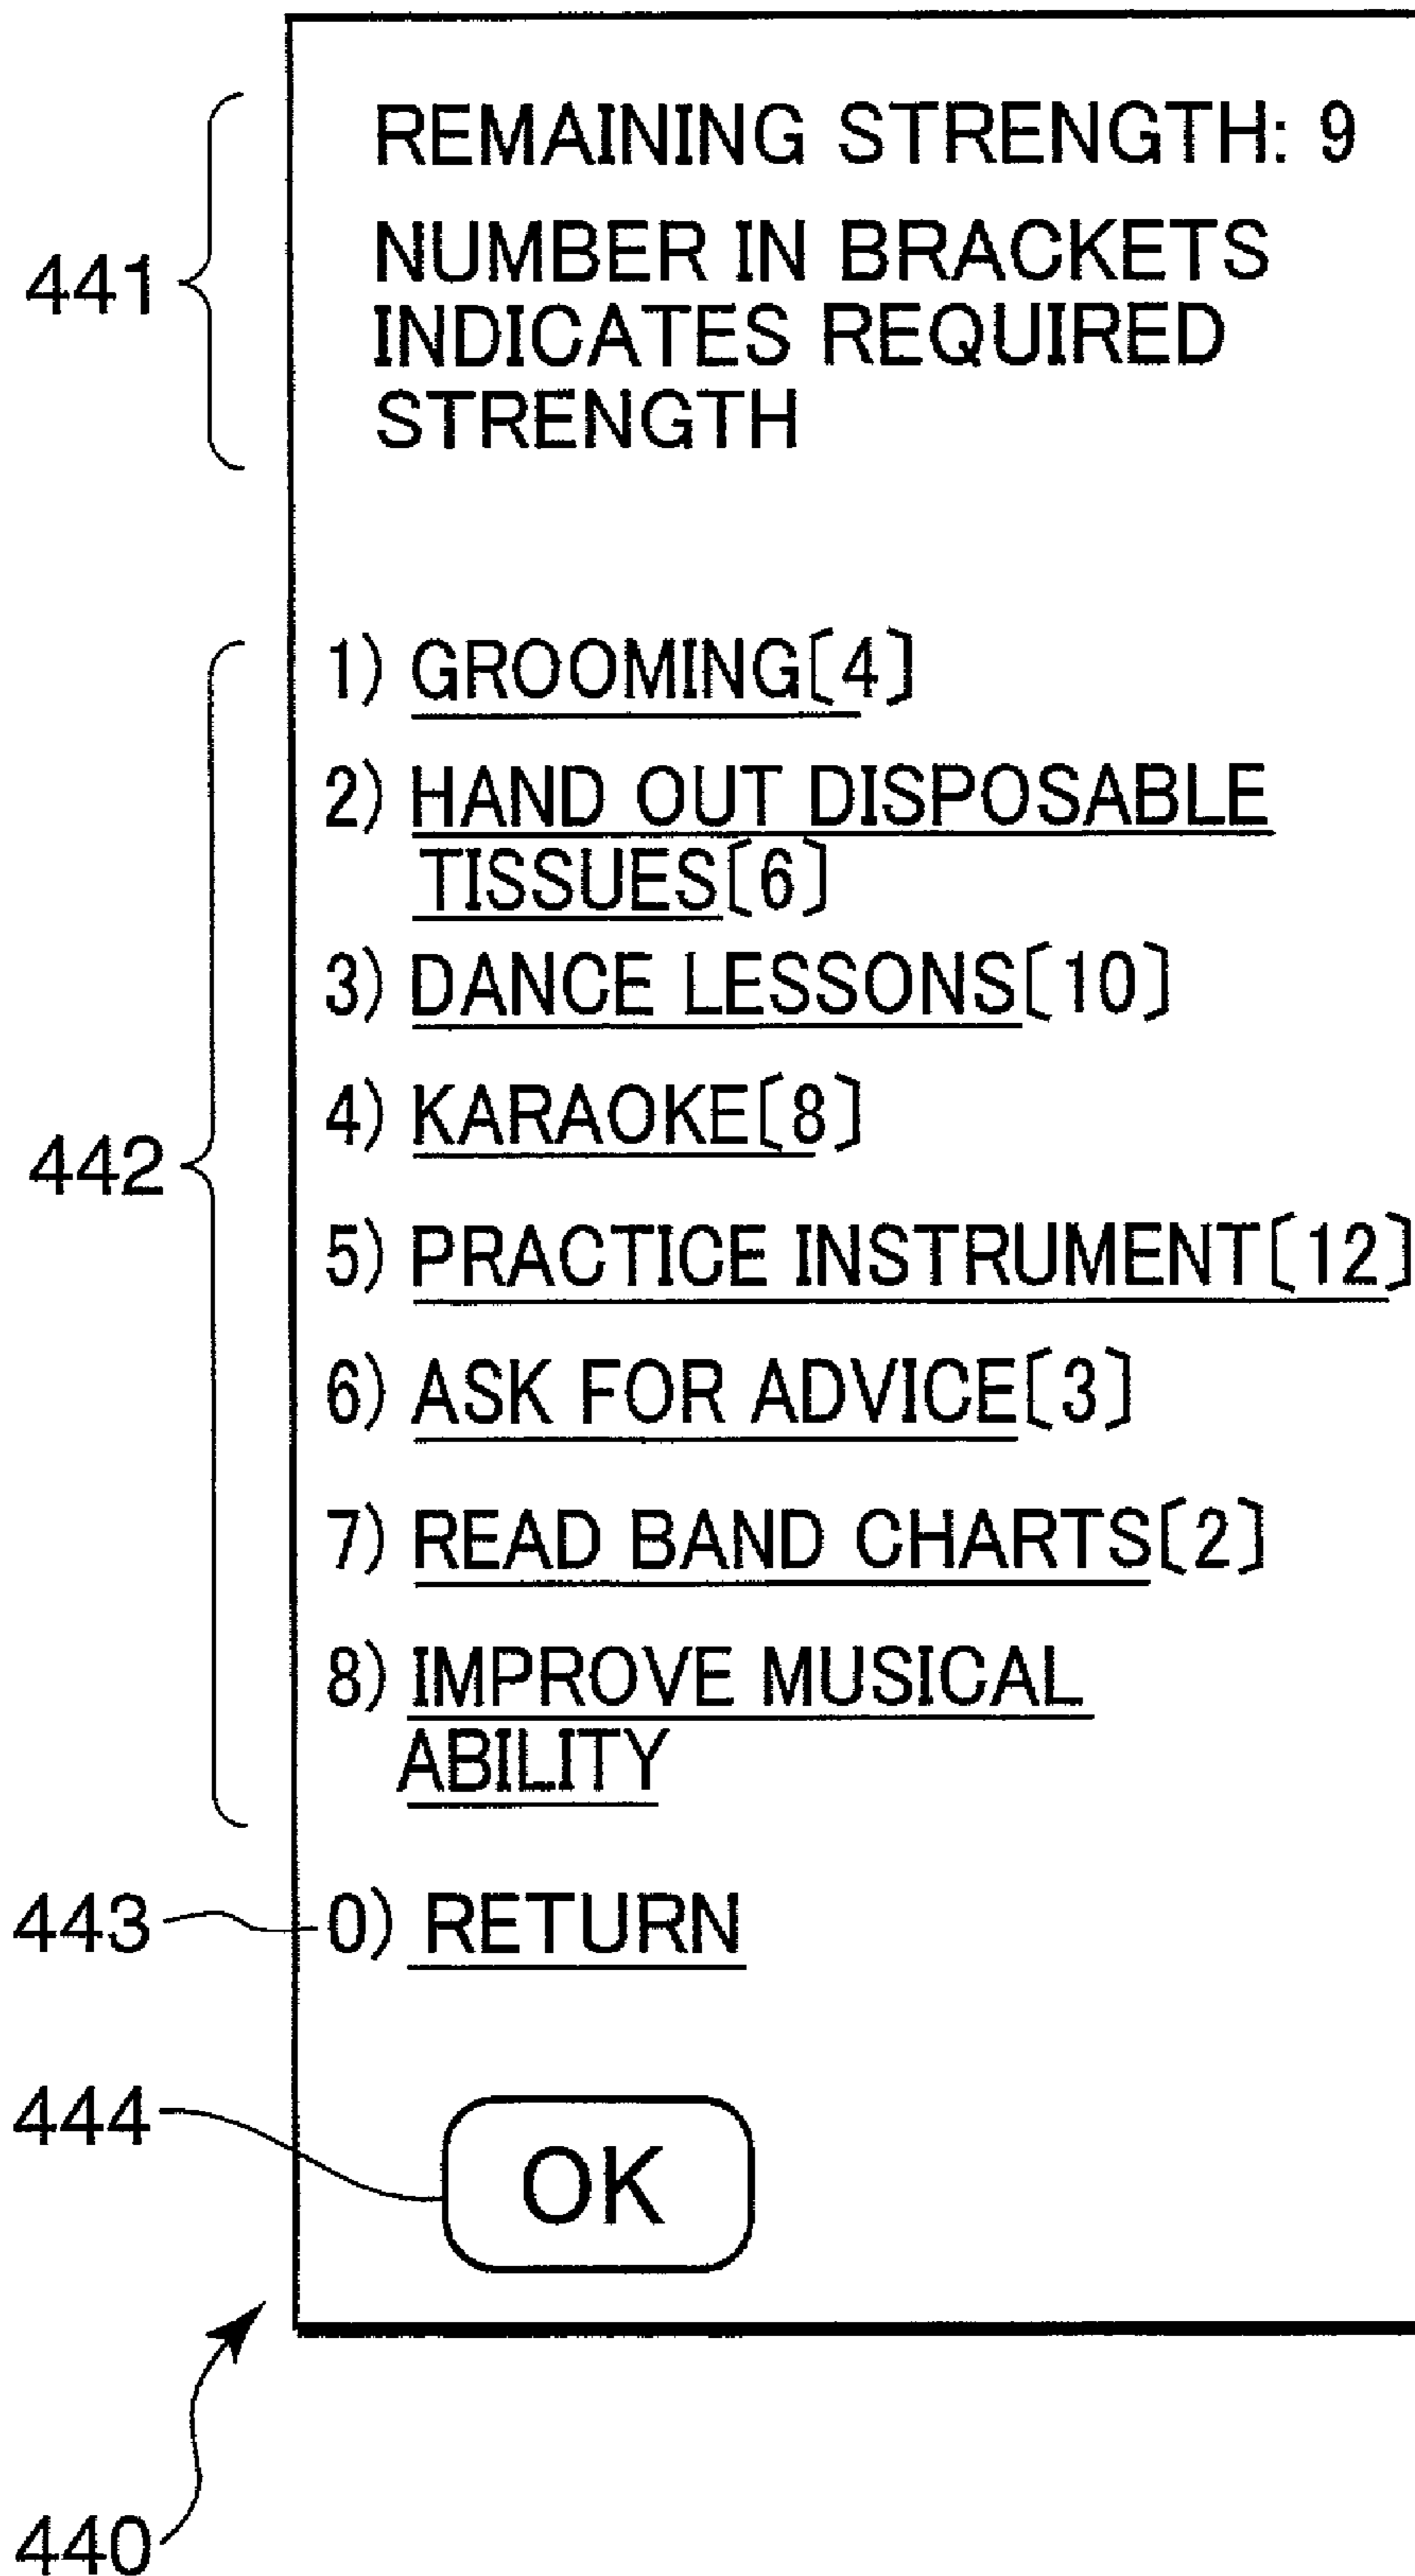 REMAINING STRENGTH: 9
NUMBER IN BRACKETS
INDICATES REQUIRED
STRENGTH
441
1) GROOMING[4]
2) HAND OUT DISPOSABLE
TISSUES[6]
3) DANCE LESSONS[10]
4) KARAOKE[8]
442
5) PRACTICE INSTRUMENT[12]
6) ASK FOR ADVICE[3]
7) READ BAND CHARTS[2]
8) IMPROVE MUSICAL
ABILITY
443 0) RETURN
444
OK
440